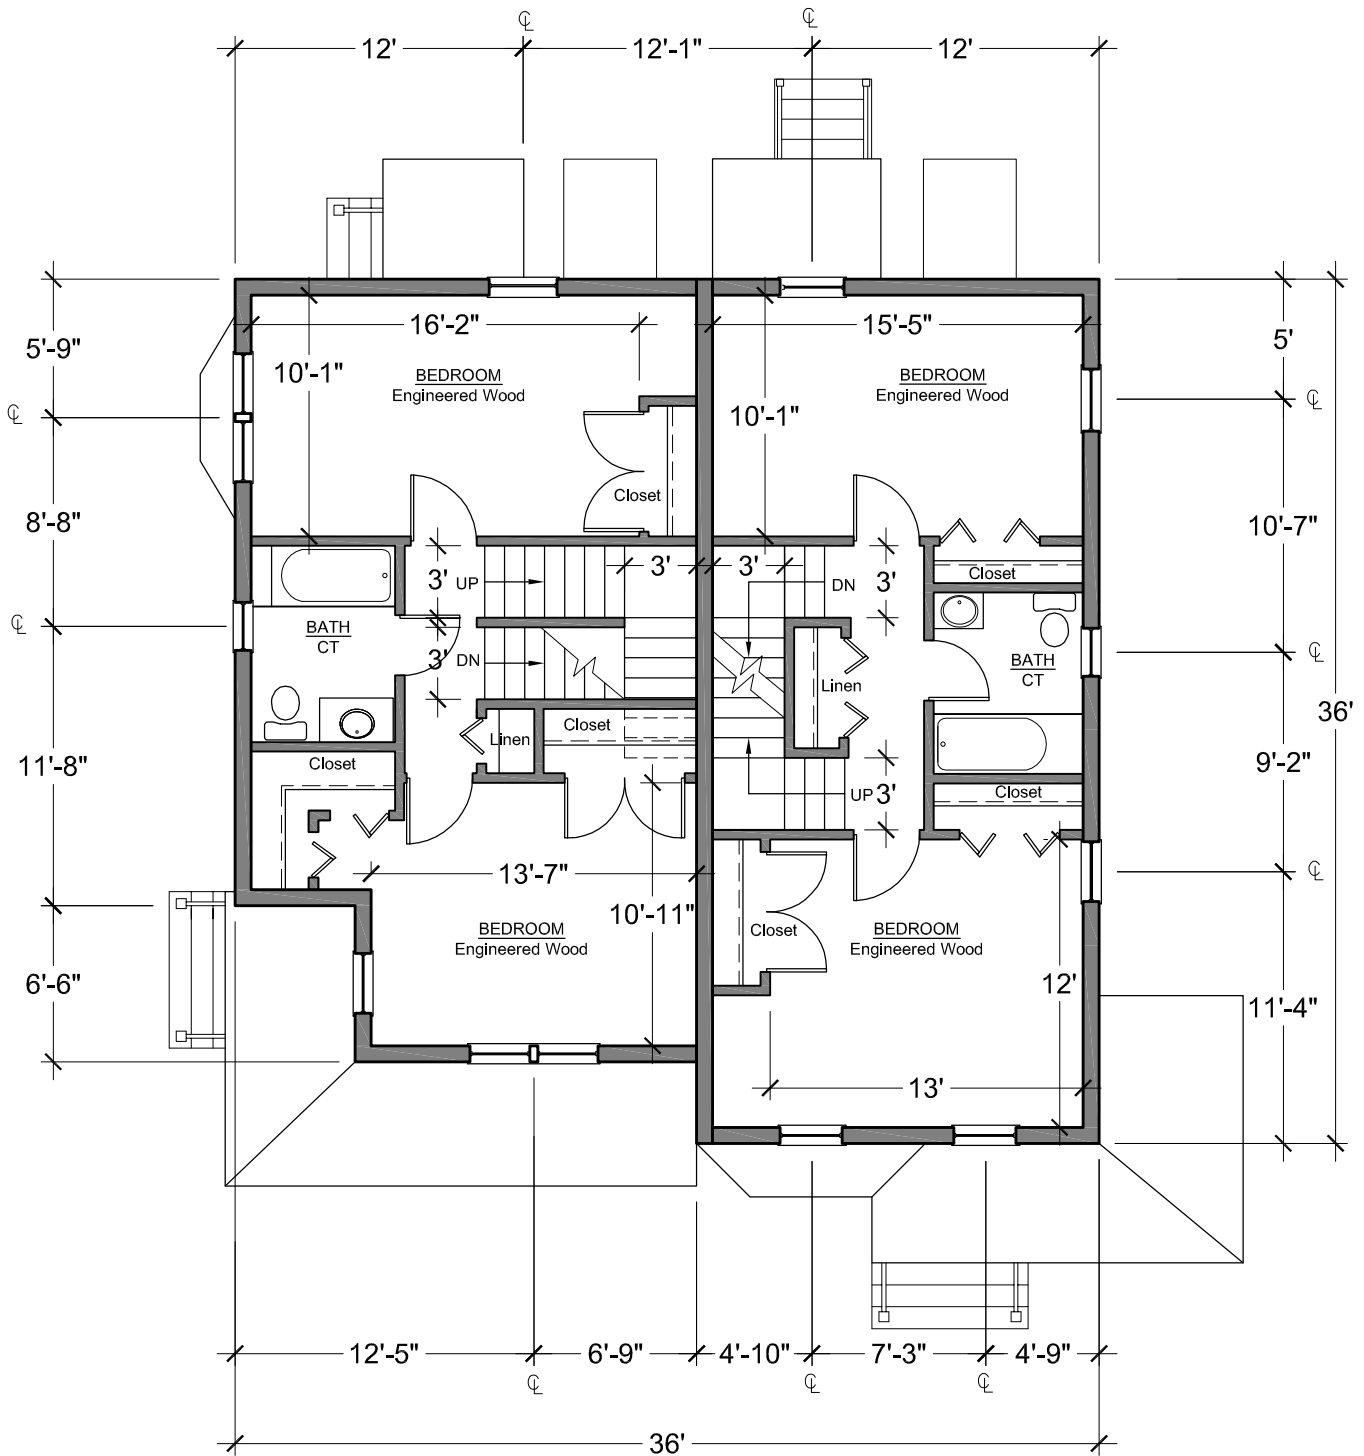 ℄
℄
12'
12'-1"
12'
5'-9"
16'-2"
15'-5"
5'
10'-1"
BEDROOM
Engineered Wood
BEDROOM
Engineered Wood
℄
℄
10'-1"
Closet
8'-8"
10'-7"
3'
UP
3'
3'
DN
3'
Closet
℄
BATH
CT
3'
DN
BATH
CT
℄
Linen
36'
Closet
Linen
11'-8"
Closet
9'-2"
UP
3'
Closet
13'-7"
℄
10'-11"
BEDROOM
Engineered Wood
Closet
BEDROOM
Engineered Wood
6'-6"
12'
11'-4"
13'
12'-5"
6'-9"
4'-10"
7'-3"
4'-9"
℄
℄
℄
36'